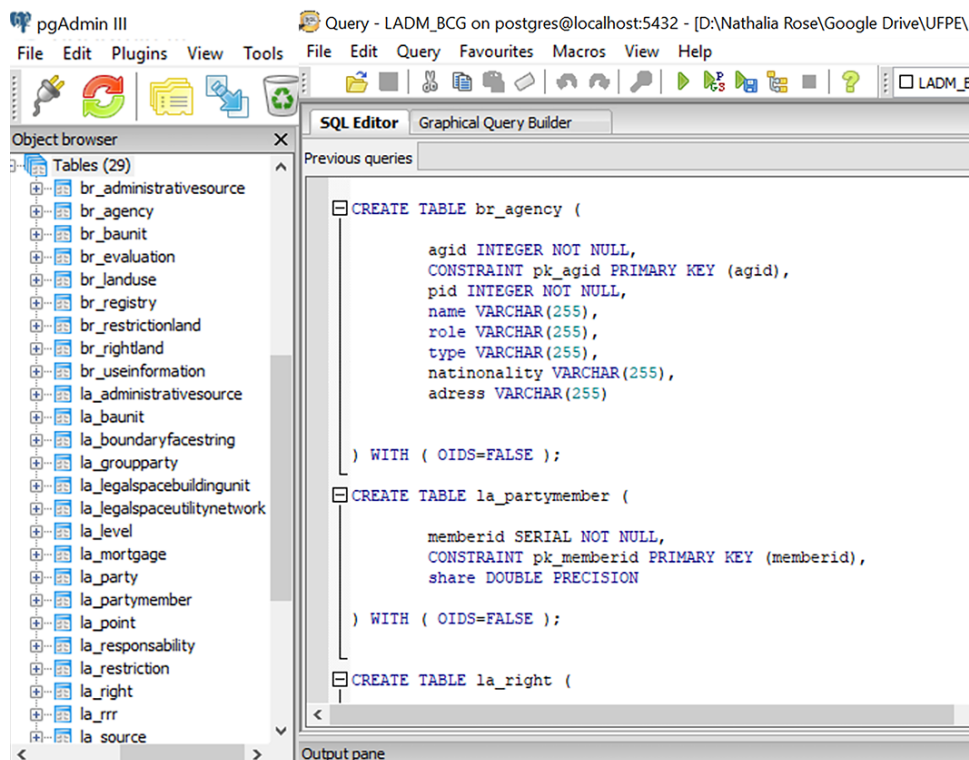 pgAdmin III
File Edit Plugins View Tools
Object browser
Tables (29)
br_administrativesource
br_agency
br_baunit
br_evaluation
br_landuse
br_registry
br_restrictionland
br_rightland
br_useinformation
la_administrativesource
la_baunit
la_boundaryfacestring
la_groupparty
la_legalspacebuildingunit
la_legalspaceutilitynetwork
la_level
la_mortgage
la_party
la_partymember
la_point
la_responsability
la_restriction
la_right
la_rrr
la_source
Query - LADM_BCG on postgres@localhost:5432 - [D:\Nathalia Rose\Google Drive\UFPE\
File Edit Query Favourites Macros View Help
LADM_B
SQL Editor Graphical Query Builder
Previous queries
CREATE TABLE br_agency (
agid INTEGER NOT NULL,
CONSTRAINT pk_agid PRIMARY KEY (agid),
pid INTEGER NOT NULL,
name VARCHAR(255),
role VARCHAR(255),
type VARCHAR(255),
natinonality VARCHAR(255),
adress VARCHAR(255)
) WITH ( OIDS=FALSE );
CREATE TABLE la_partymember (
memberid SERIAL NOT NULL,
CONSTRAINT pk_memberid PRIMARY KEY (memberid),
share DOUBLE PRECISION
) WITH ( OIDS=FALSE );
CREATE TABLE la_right (
Output pane